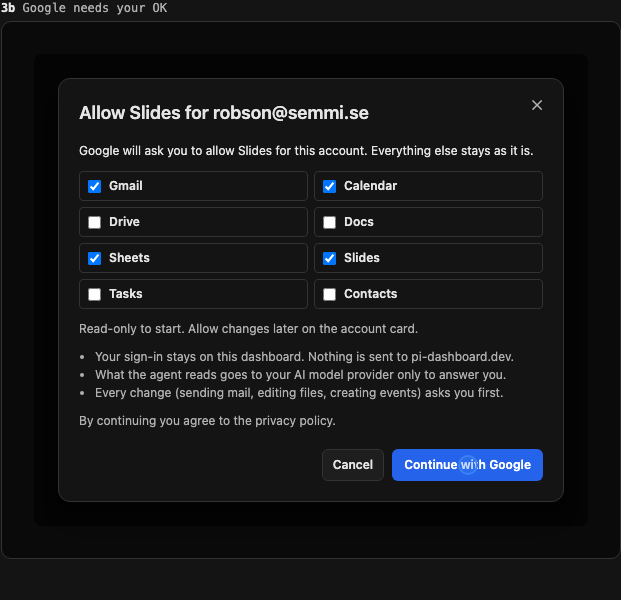 3b Google needs your OK
Allow Slides for robson@semmi.se
Google will ask you to allow Slides for this account. Everything else stays as it is.
Gmail
Calendar
Drive
Docs
Sheets
Slides
Tasks
Contacts
Read-only to start. Allow changes later on the account card.
• Your sign-in stays on this dashboard. Nothing is sent to pi-dashboard.dev.
• What the agent reads goes to your AI model provider only to answer you.
• Every change (sending mail, editing files, creating events) asks you first.
By continuing you agree to the privacy policy.
Cancel
Continue with Google